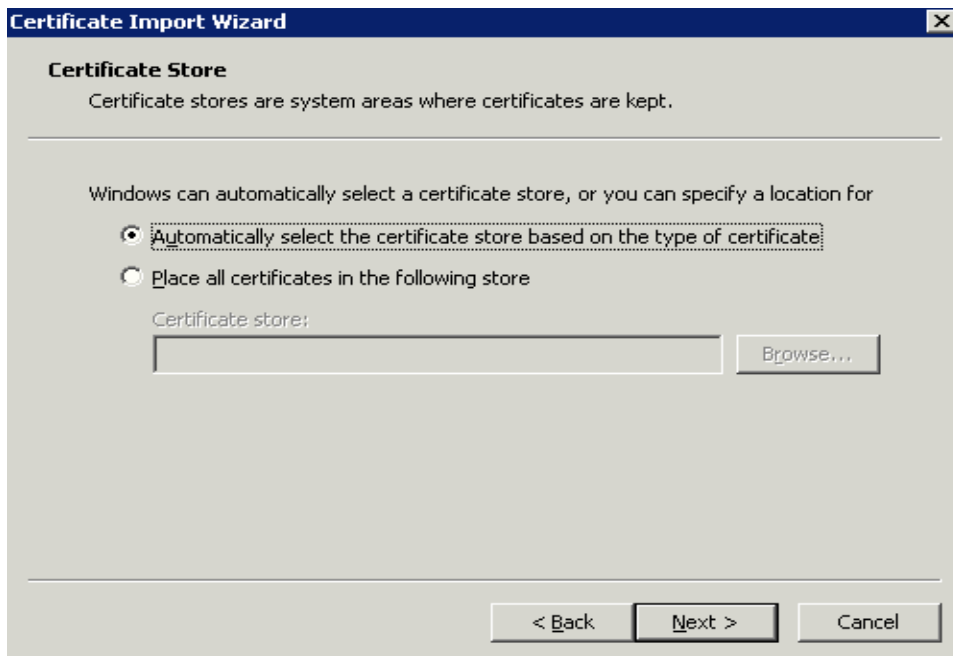 Certificate Import Wizard
Certificate Store
Certificate stores are system areas where certificates are kept.
Windows can automatically select a certificate store, or you can specify a location for
Automatically select the certificate store based on the type of certificate
Place all certificates in the following store
Certificate store:
Browse...
< Back
Next >
Cancel